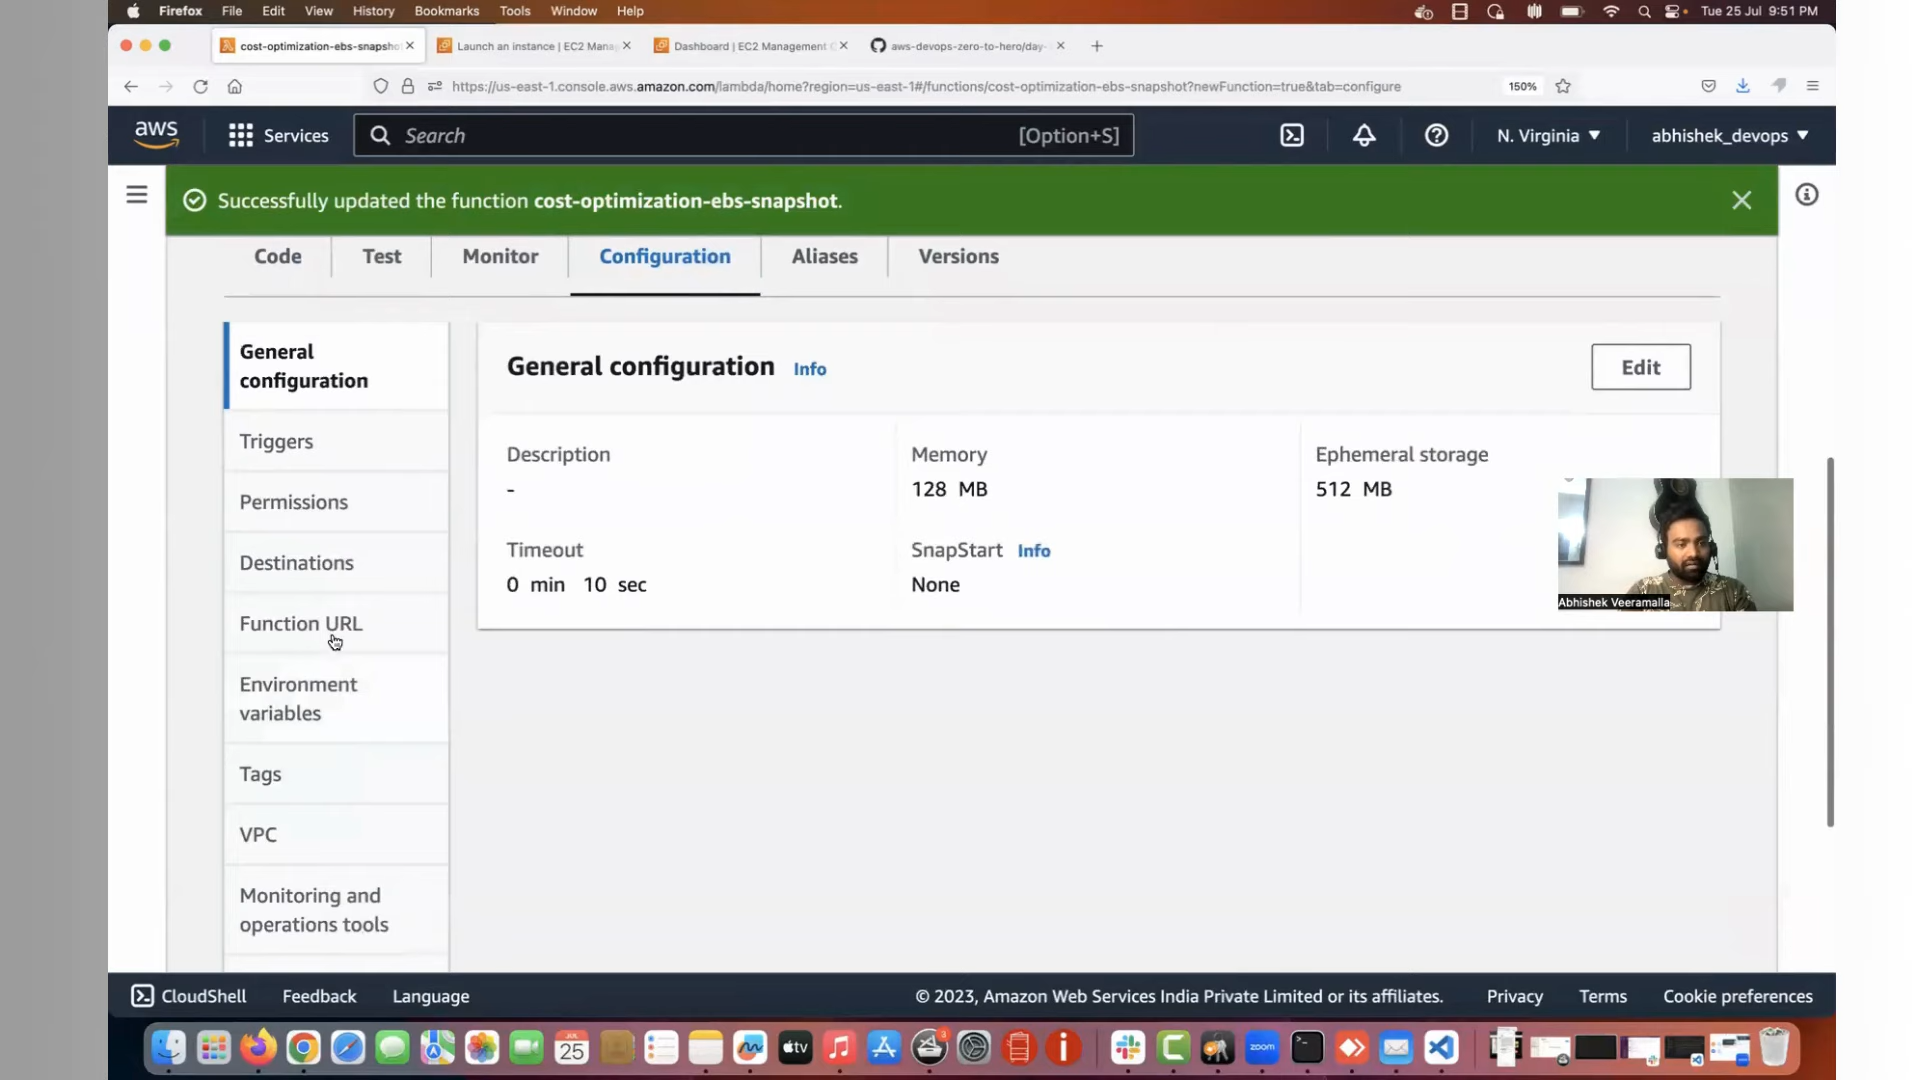 Firefox File Edit View History Bookmarks Tools Window Help Tue 25 Jul 9:51 PM
cost-optimization-ebs-snapsho
Launch an instance | EC2 Mana
Dashboard | EC2 Management
aws-devops-zero-to-hero/day-
https://us-east-1.console.aws.amazon.com/lambda/home?region=us-east-1#/functions/cost-optimization-ebs-snapshot?newFunction=true&tab=configure 150%
aws Services Search [Option+S] N. Virginia abhishek_devops
Successfully updated the function cost-optimization-ebs-snapshot.
Code Test Monitor Configuration Aliases Versions
General
configuration
Triggers
Permissions
Destinations
Function URL
Environment
variables
Tags
VPC
Monitoring and
operations tools
General configuration Info Edit
Description
-
Memory
128 MB
Ephemeral storage
512 MB
Timeout
0 min 10 sec
SnapStart Info
None
Abhishek Veeramalla
CloudShell Feedback Language © 2023, Amazon Web Services India Private Limited or its affiliates. Privacy Terms Cookie preferences
JUL
25
tv
3
zoom